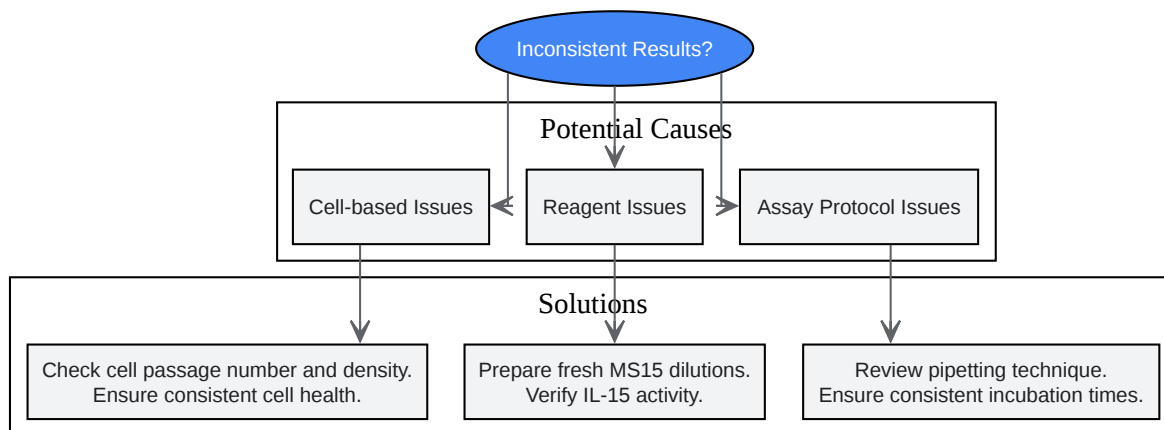 Inconsistent Results?
Potential Causes
Cell-based Issues
Reagent Issues
Assay Protocol Issues
Solutions
Check cell passage number and density.
Ensure consistent cell health.
Prepare fresh MS15 dilutions.
Verify IL-15 activity.
Review pipetting technique.
Ensure consistent incubation times.